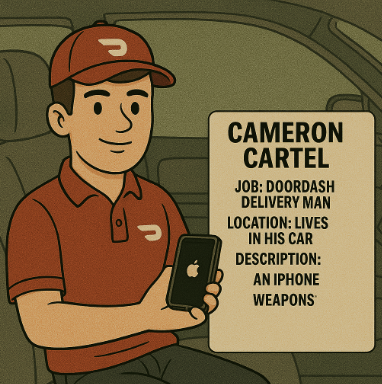 CAMERON
CARTEL
JOB: DOORDASH
DELIVERY MAN
LOCATION: LIVES
IN HIS CAR
DESCRIPTION:
AN IPHONE
WEAPONS